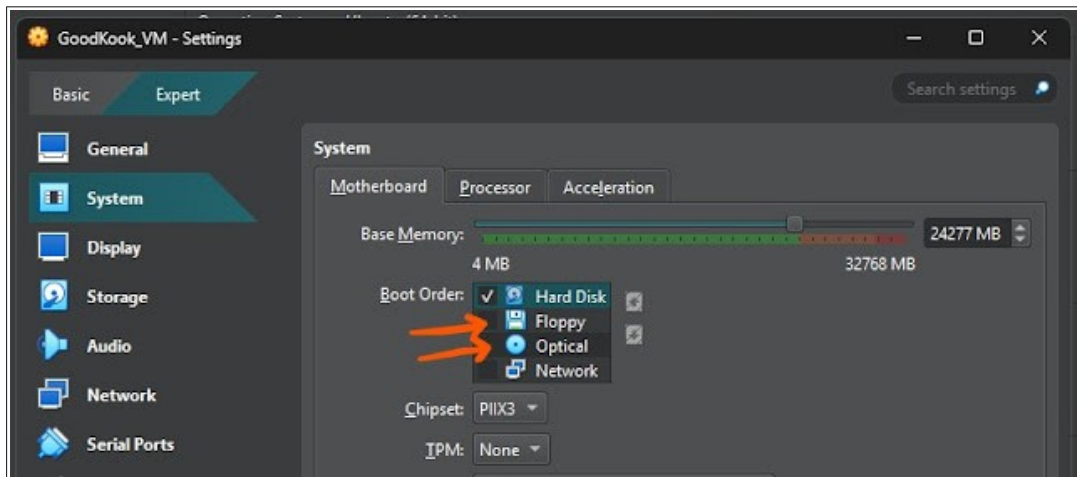 GoodKook_VM - Settings
Basic Expert Search settings
General
System
Display
Storage
Audio
Network
Serial Ports
System
Motherboard Processor Acceleration
Base Memory: 24277 MB
4 MB 32768 MB
Boot Order: Hard Disk
Floppy
Optical
Network
Chipset: PIIX3
TPM: None